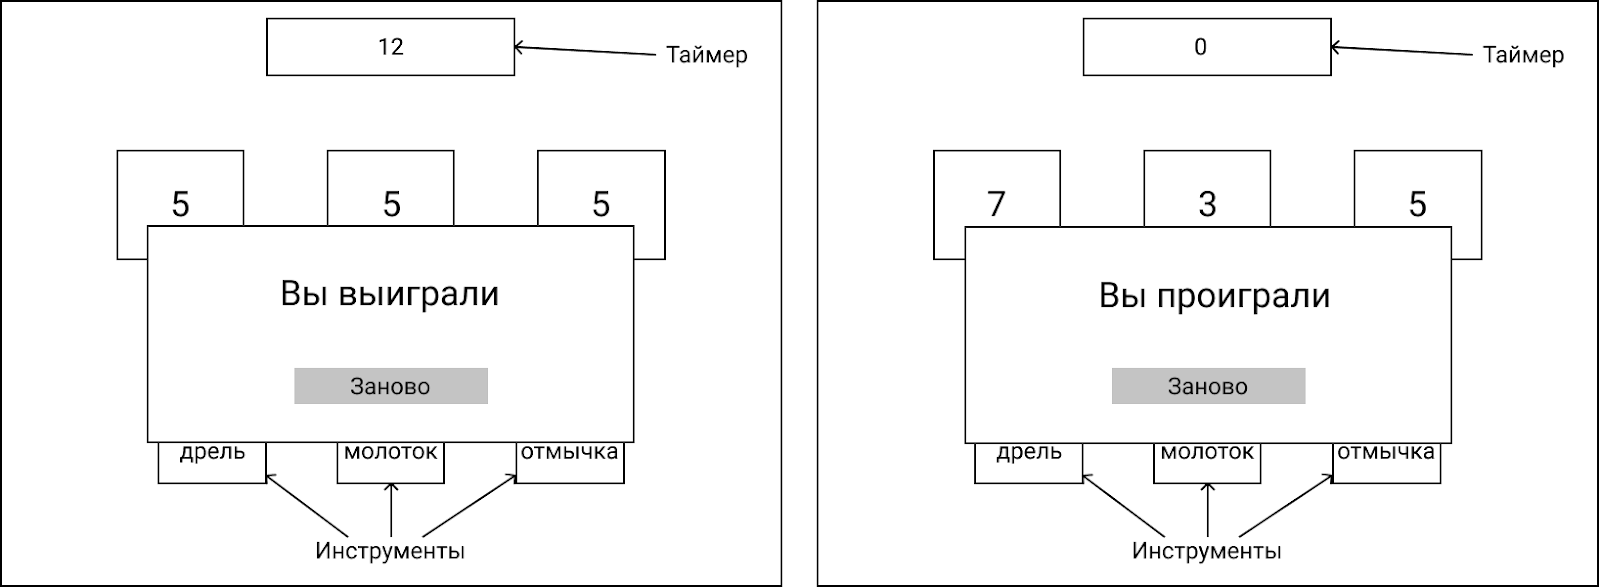 12
Таймер
5 5 5
Вы выиграли
Заново
дрель молоток отмычка
Инструменты
0
Таймер
7 3 5
Вы проиграли
Заново
дрель молоток отмычка
Инструменты